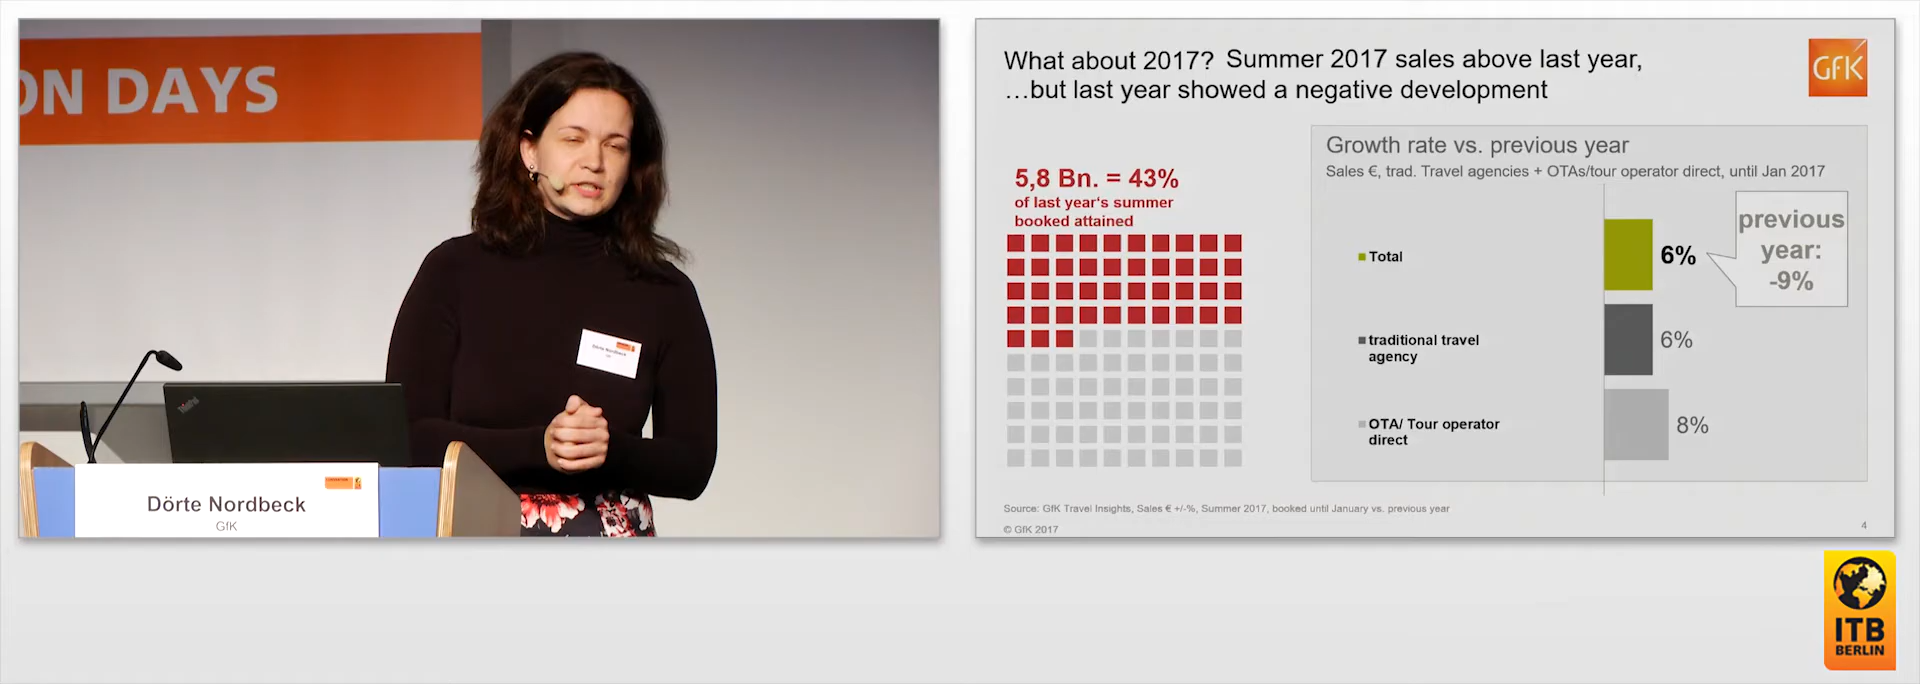 ON DAYS
Dörte Nordbeck
Dörte Nordbeck
GfK
What about 2017? Summer 2017 sales above last year,
…but last year showed a negative development
GfK
5,8 Bn. = 43%
of last year‘s summer
booked attained
Growth rate vs. previous year
Sales €, trad. Travel agencies + OTAs/tour operator direct, until Jan 2017
Total
6%
previous
year:
-9%
traditional travel
agency
6%
OTA/ Tour operator
direct
8%
Source: GfK Travel Insights, Sales € +/-%, Summer 2017, booked until January vs. previous year
© GfK 2017
4
ITB
BERLIN